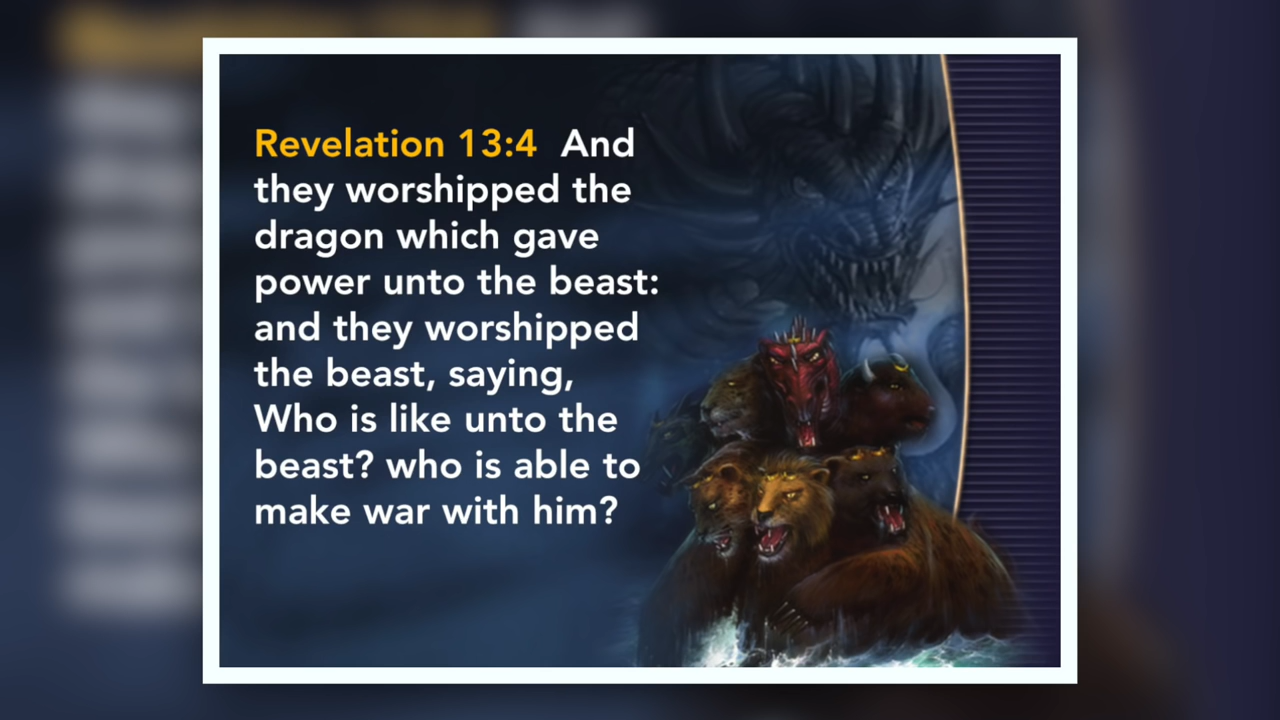 Revelation 13:4 And
they worshipped the
dragon which gave
power unto the beast:
and they worshipped
the beast, saying,
Who is like unto the
beast? who is able to
make war with him?